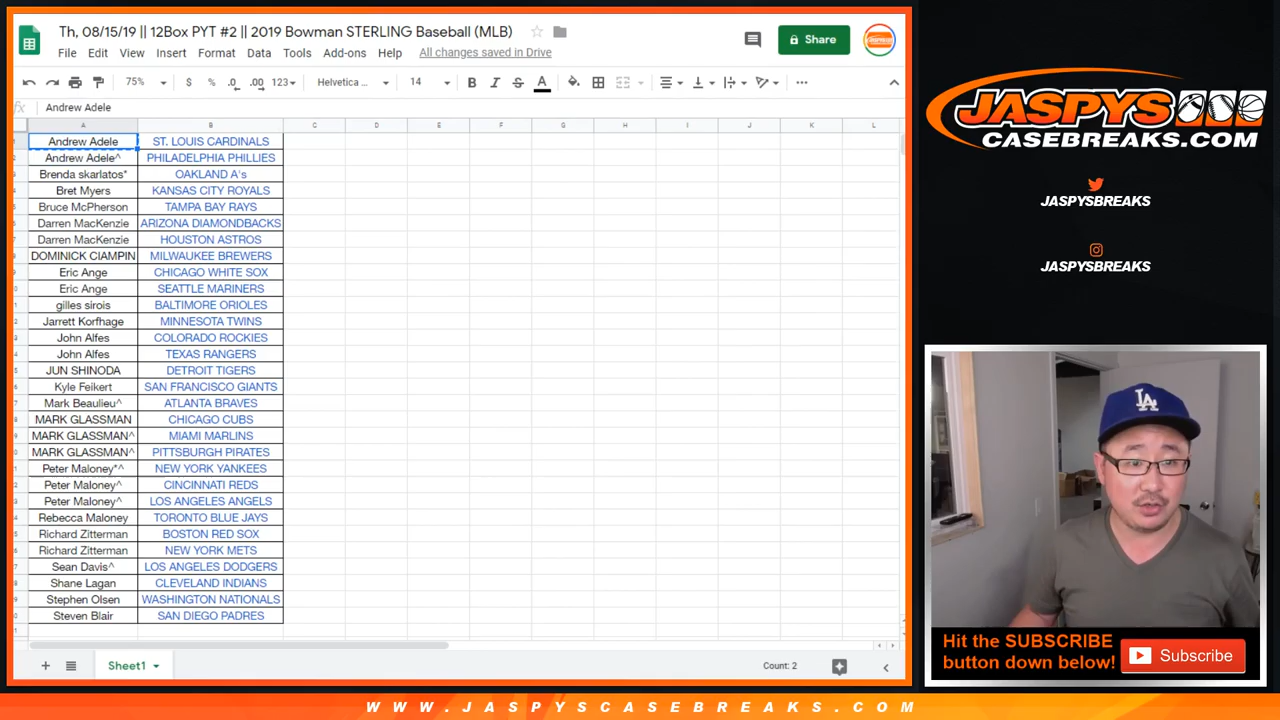 Th, 08/15/19 || 12Box PYT #2 || 2019 Bowman STERLING Baseball (MLB)
File Edit View Insert Format Data Tools Add-ons Help All changes saved in Drive
Share
75% $ % .0 .00 123 Helvetica ... 14 B I S A
fx Andrew Adele
A B C D E F G H I J K L
Andrew Adele ST. LOUIS CARDINALS
Andrew Adele^ PHILADELPHIA PHILLIES
Brenda skarlatos* OAKLAND A's
Bret Myers KANSAS CITY ROYALS
Bruce McPherson TAMPA BAY RAYS
Darren MacKenzie ARIZONA DIAMONDBACKS
Darren MacKenzie HOUSTON ASTROS
DOMINICK CIAMPIN MILWAUKEE BREWERS
Eric Ange CHICAGO WHITE SOX
Eric Ange SEATTLE MARINERS
gilles sirois BALTIMORE ORIOLES
Jarrett Korfhage MINNESOTA TWINS
John Alfes COLORADO ROCKIES
John Alfes TEXAS RANGERS
JUN SHINODA DETROIT TIGERS
Kyle Feikert SAN FRANCISCO GIANTS
Mark Beaulieu^ ATLANTA BRAVES
MARK GLASSMAN CHICAGO CUBS
MARK GLASSMAN^ MIAMI MARLINS
MARK GLASSMAN^ PITTSBURGH PIRATES
Peter Maloney*^ NEW YORK YANKEES
Peter Maloney^ CINCINNATI REDS
Peter Maloney^ LOS ANGELES ANGELS
Rebecca Maloney TORONTO BLUE JAYS
Richard Zitterman BOSTON RED SOX
Richard Zitterman NEW YORK METS
Sean Davis^ LOS ANGELES DODGERS
Shane Lagan CLEVELAND INDIANS
Stephen Olsen WASHINGTON NATIONALS
Steven Blair SAN DIEGO PADRES
Sheet1
Count: 2
JASPYS
CASEBREAKS.COM
JASPYSBREAKS
JASPYSBREAKS
LA
Hit the SUBSCRIBE
button down below!
Subscribe
WWW.JASPYSCASEBREAKS.COM